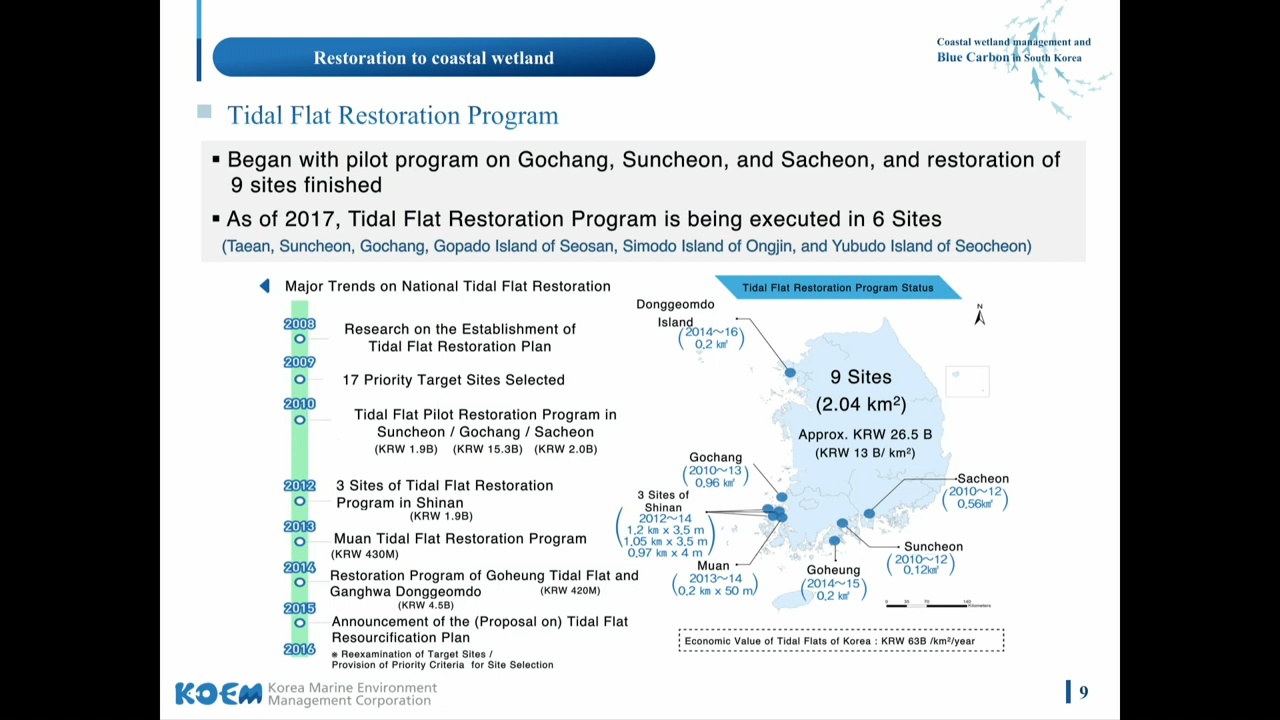 Restoration to coastal wetland
Coastal wetland management and
Blue Carbon in South Korea
Tidal Flat Restoration Program
▪ Began with pilot program on Gochang, Suncheon, and Sacheon, and restoration of
9 sites finished
▪ As of 2017, Tidal Flat Restoration Program is being executed in 6 Sites
(Taean, Suncheon, Gochang, Gopado Island of Seosan, Simodo Island of Ongjin, and Yubudo Island of Seocheon)
Major Trends on National Tidal Flat Restoration
2008
Research on the Establishment of
Tidal Flat Restoration Plan
2009
17 Priority Target Sites Selected
2010
Tidal Flat Pilot Restoration Program in
Suncheon / Gochang / Sacheon
(KRW 1.9B) (KRW 15.3B) (KRW 2.0B)
2012
3 Sites of Tidal Flat Restoration
Program in Shinan
(KRW 1.9B)
2013
Muan Tidal Flat Restoration Program
(KRW 430M)
2014
Restoration Program of Goheung Tidal Flat and
Ganghwa Donggeomdo (KRW 420M)
(KRW 4.5B)
2015
Announcement of the (Proposal on) Tidal Flat
Resourcification Plan
2016
※ Reexamination of Target Sites /
Provision of Priority Criteria for Site Selection
Tidal Flat Restoration Program Status
N
Donggeomdo
Island
(2014~16)
0.2 ㎢
9 Sites
(2.04 km²)
Approx. KRW 26.5 B
(KRW 13 B/ km²)
Gochang
(2010~13)
0.96 ㎢
3 Sites of
Shinan
2012~14
1.2 ㎞ x 3.5 m
1.05 ㎞ x 3.5 m
0.97 ㎞ x 4 m
Muan
2013~14
(0.2 ㎞ x 50 m)
Goheung
(2014~15)
0.2 ㎢
Suncheon
(2010~12)
0.12㎢
Sacheon
(2010~12)
0.56㎢
Kilometers
Economic Value of Tidal Flats of Korea : KRW 63B /km²/year
KOEM Korea Marine Environment
Management Corporation
9